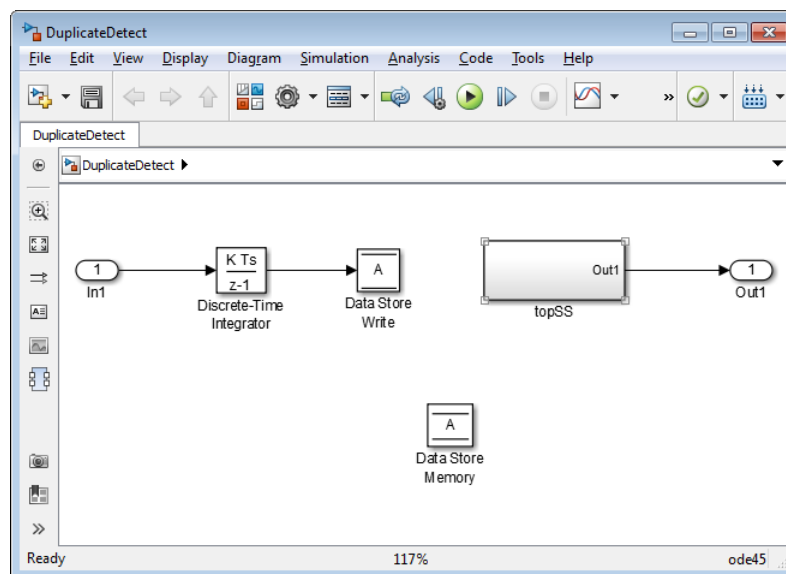 DuplicateDetect
File Edit View Display Diagram Simulation Analysis Code Tools Help
»
DuplicateDetect
DuplicateDetect
1
In1
K Ts
z-1
Discrete-Time
Integrator
A
Data Store
Write
Out1
topSS
1
Out1
A
Data Store
Memory
A
»
Ready 117% ode45